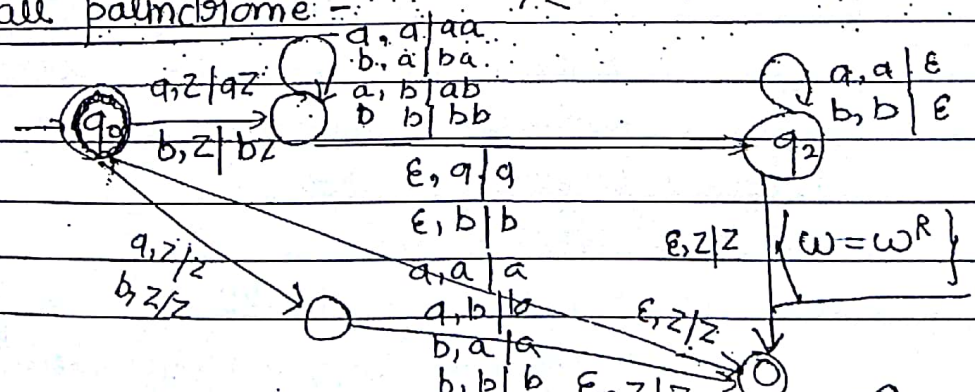 all palindrome :-
a, a|aa
b, a|ba
a, b|ab
b b|bb
a,z|az
b,z|bz
q0
a, a|ε
b, b|ε
q2
ε, a|a
ε, b|b
ε,z|z
{ω=ω^R}
a,z/z
b,z/z
a,a|a
a,b|b
b,a|a
b,b|b
ε,z/z
ε,z|z